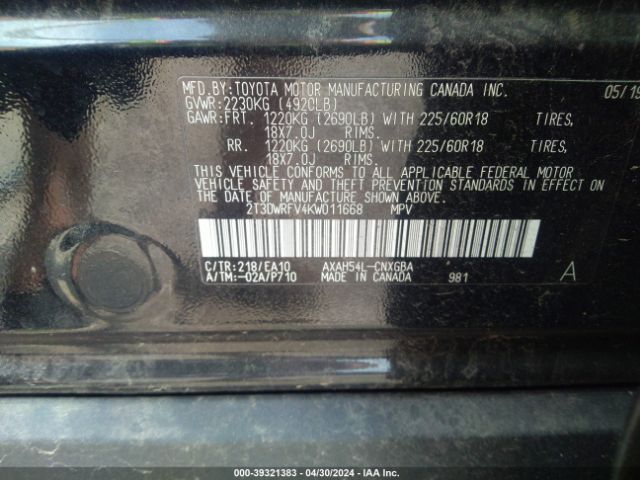 MFD. BY: TOYOTA MOTOR MANUFACTURING CANADA INC. 05/19
GVWR: 2230KG (4920LB)
GAWR: FRT. 1220KG (2690LB) WITH 225/60R18 TIRES,
18X7.0J RIMS.
RR. 1220KG (2690LB) WITH 225/60R18 TIRES,
18X7.0J RIMS.
THIS VEHICLE CONFORMS TO ALL APPLICABLE FEDERAL MOTOR
VEHICLE SAFETY AND THEFT PREVENTION STANDARDS IN EFFECT ON
THE DATE OF MANUFACTURE SHOWN ABOVE.
2T3DWRFV4KW011668 MPV
C/TR: 218/EA10 AXAH54L-CNXGBA
A/TM: -02A/P710 MADE IN CANADA 981 A
000-39321383 - 04/30/2024 - IAA Inc.